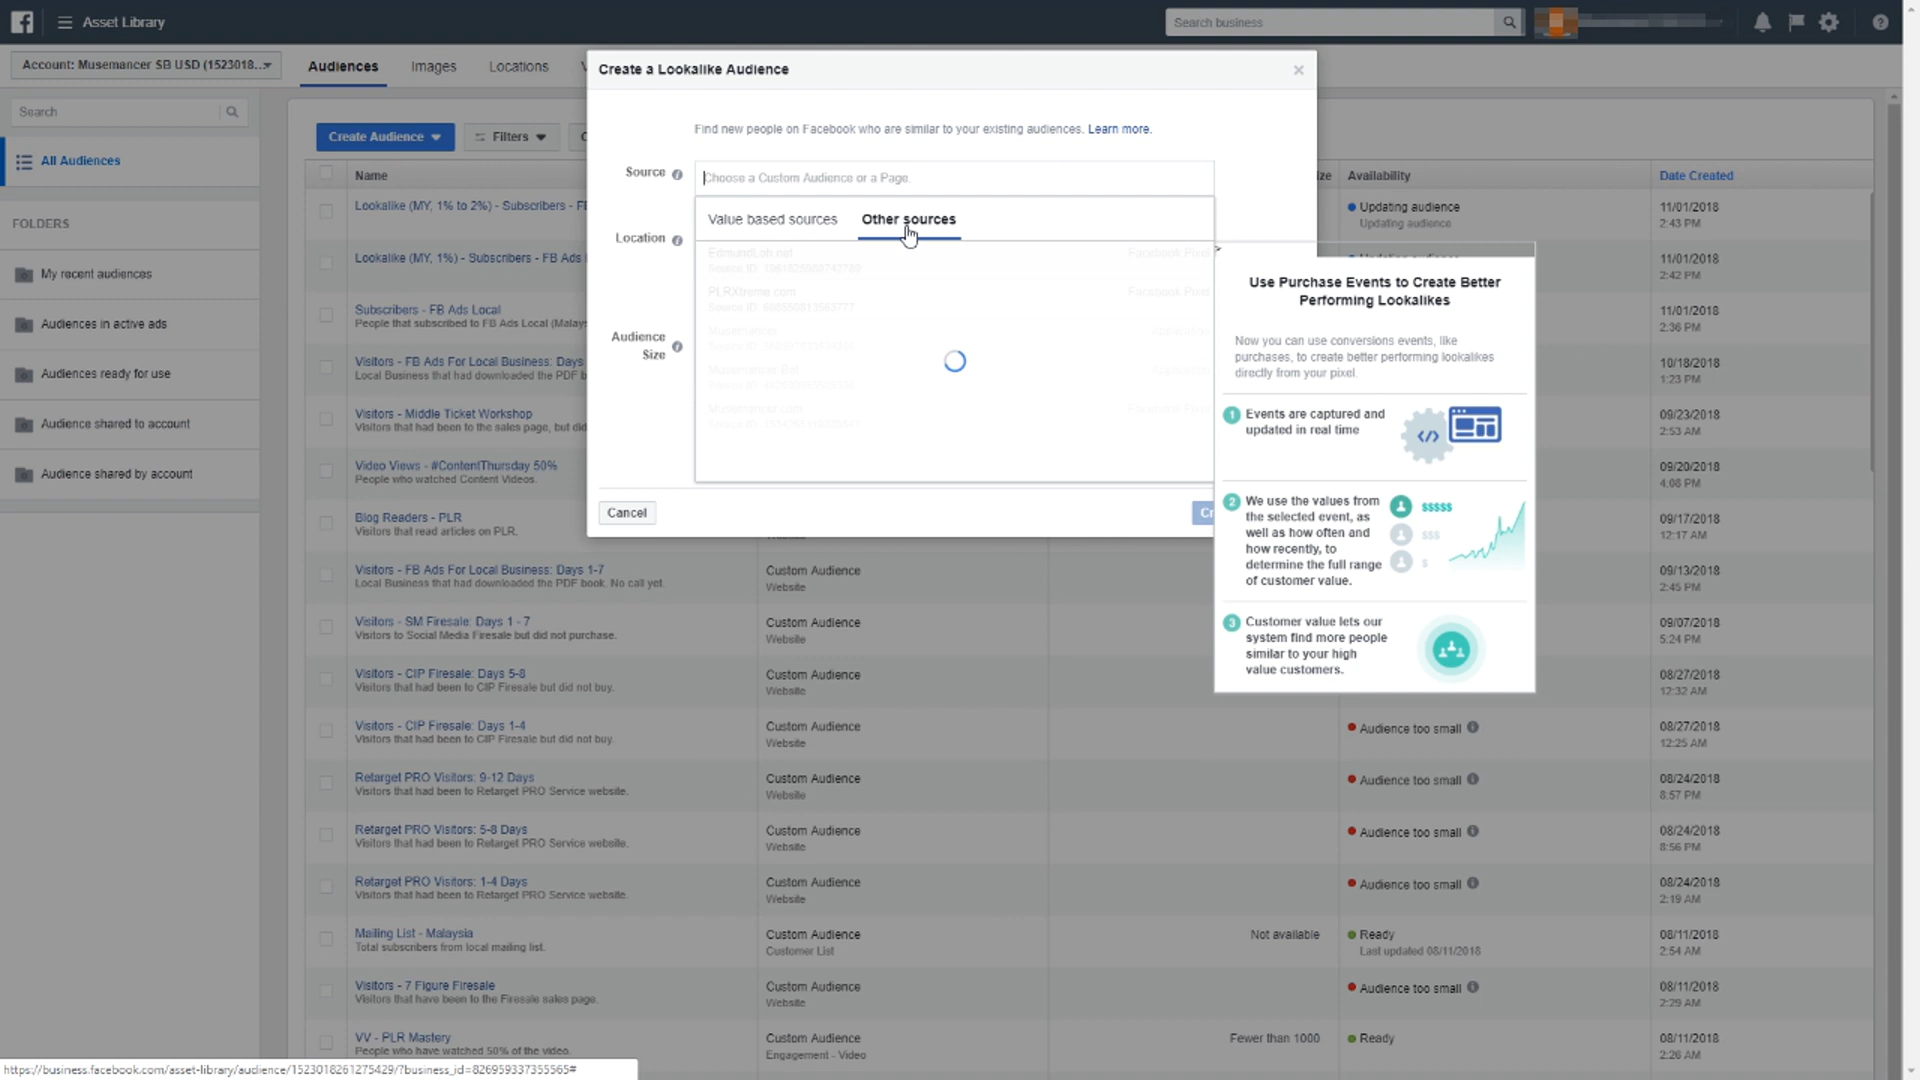 Asset Library
Search business
Account: Musemancer SB USD (1523018...
Audiences
Images
Locations
Create a Lookalike Audience
Search
All Audiences
FOLDERS
My recent audiences
Audiences in active ads
Audiences ready for use
Audience shared to account
Audience shared by account
Create Audience
Filters
Find new people on Facebook who are similar to your existing audiences. Learn more.
Source
Choose a Custom Audience or a Page.
Value based sources
Other sources
Location
Audience
Size
EdmundLoh.net
Facebook Pixel
PLRXtreme.com
Facebook Pixel
Musemancer
Musemancer.com
Facebook Pixel
Cancel
Use Purchase Events to Create Better
Performing Lookalikes
Now you can use conversions events, like
purchases, to create better performing lookalikes
directly from your pixel.
1 Events are captured and
updated in real time
2 We use the values from
the selected event, as
well as how often and
how recently, to
determine the full range
of customer value.
$$$$$
$$$
$
3 Customer value lets our
system find more people
similar to your high
value customers.
Name
Availability
Date Created
Lookalike (MY, 1% to 2%) - Subscribers - FB
Updating audience
Updating audience
11/01/2018
2:43 PM
Lookalike (MY, 1%) - Subscribers - FB Ads
11/01/2018
2:42 PM
Subscribers - FB Ads Local
People that subscribed to FB Ads Local (Malays
11/01/2018
2:36 PM
Visitors - FB Ads For Local Business: Days
Local Business that had downloaded the PDF b
10/18/2018
1:23 PM
Visitors - Middle Ticket Workshop
Visitors that had been to the sales page, but did
09/23/2018
2:53 AM
Video Views - #ContentThursday 50%
People who watched Content Videos.
09/20/2018
4:08 PM
Blog Readers - PLR
Visitors that read articles on PLR.
09/17/2018
12:17 AM
Visitors - FB Ads For Local Business: Days 1-7
Local Business that had downloaded the PDF book. No call yet.
Custom Audience
Website
09/13/2018
2:45 PM
Visitors - SM Firesale: Days 1 - 7
Visitors to Social Media Firesale but did not purchase.
Custom Audience
Website
09/07/2018
5:24 PM
Visitors - CIP Firesale: Days 5-8
Visitors that had been to CIP Firesale but did not buy.
Custom Audience
Website
08/27/2018
12:32 AM
Visitors - CIP Firesale: Days 1-4
Visitors that had been to CIP Firesale but did not buy.
Custom Audience
Website
Audience too small
08/27/2018
12:25 AM
Retarget PRO Visitors: 9-12 Days
Visitors that had been to Retarget PRO Service website.
Custom Audience
Website
Audience too small
08/24/2018
8:57 PM
Retarget PRO Visitors: 5-8 Days
Visitors that had been to Retarget PRO Service website.
Custom Audience
Website
Audience too small
08/24/2018
8:56 PM
Retarget PRO Visitors: 1-4 Days
Visitors that had been to Retarget PRO Service website.
Custom Audience
Website
Audience too small
08/24/2018
2:19 AM
Mailing List - Malaysia
Total subscribers from local mailing list.
Custom Audience
Customer List
Not available
Ready
Last updated 08/11/2018
08/11/2018
2:54 AM
Visitors - 7 Figure Firesale
Visitors that have been to the Firesale sales page.
Custom Audience
Website
Audience too small
08/11/2018
2:29 AM
VV - PLR Mastery
People who have watched 50% of the video.
Custom Audience
Engagement - Video
Fewer than 1000
Ready
08/11/2018
2:26 AM
https://business.facebook.com/asset-library/audience/1523018261275429/?business_id=826959337355565#